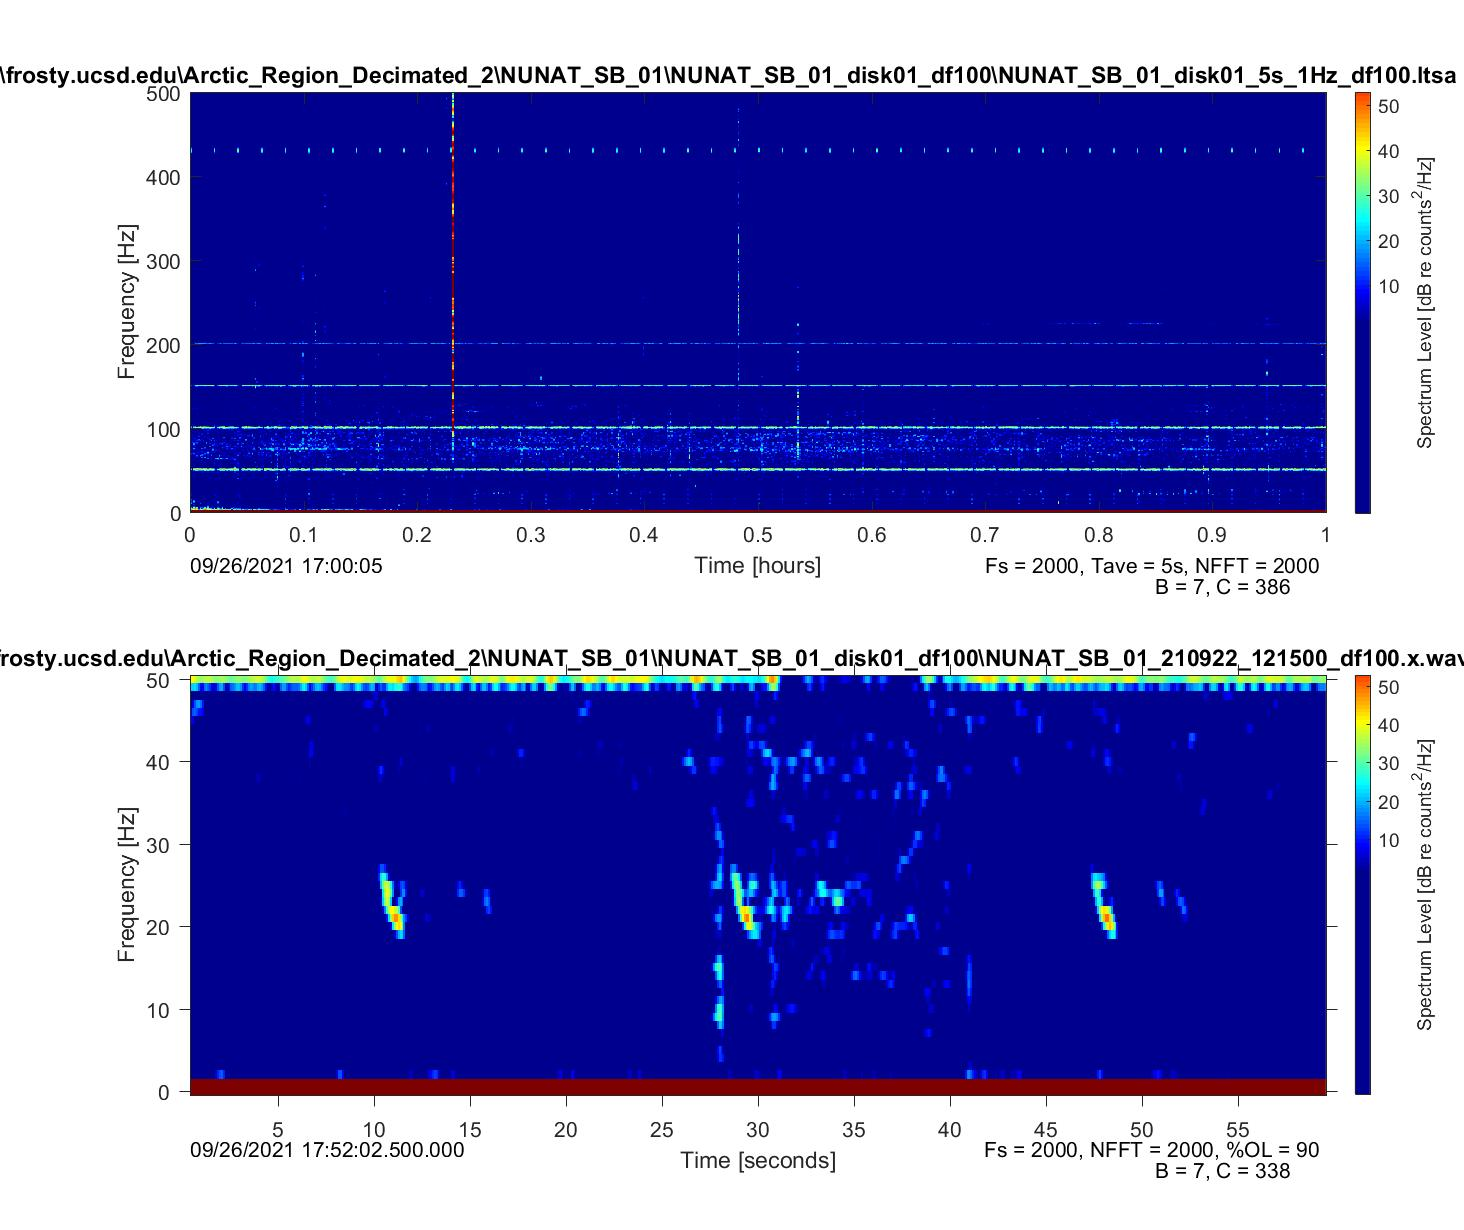 \frosty.ucsd.edu\Arctic_Region_Decimated_2\NUNAT_SB_01\NUNAT_SB_01_disk01_df100\NUNAT_SB_01_disk01_5s_1Hz_df100.ltsa
500
400
300
200
100
0
Frequency [Hz]
0 0.1 0.2 0.3 0.4 0.5 0.6 0.7 0.8 0.9 1
Time [hours]
09/26/2021 17:00:05
Fs = 2000, Tave = 5s, NFFT = 2000
B = 7, C = 386
50
40
30
20
10
Spectrum Level [dB re counts²/Hz]
frosty.ucsd.edu\Arctic_Region_Decimated_2\NUNAT_SB_01\NUNAT_SB_01_disk01_df100\NUNAT_SB_01_210922_121500_df100.x.wav
50
40
30
20
10
0
Frequency [Hz]
5 10 15 20 25 30 35 40 45 50 55
Time [seconds]
09/26/2021 17:52:02.500.000
Fs = 2000, NFFT = 2000, %OL = 90
B = 7, C = 338
50
40
30
20
10
Spectrum Level [dB re counts²/Hz]